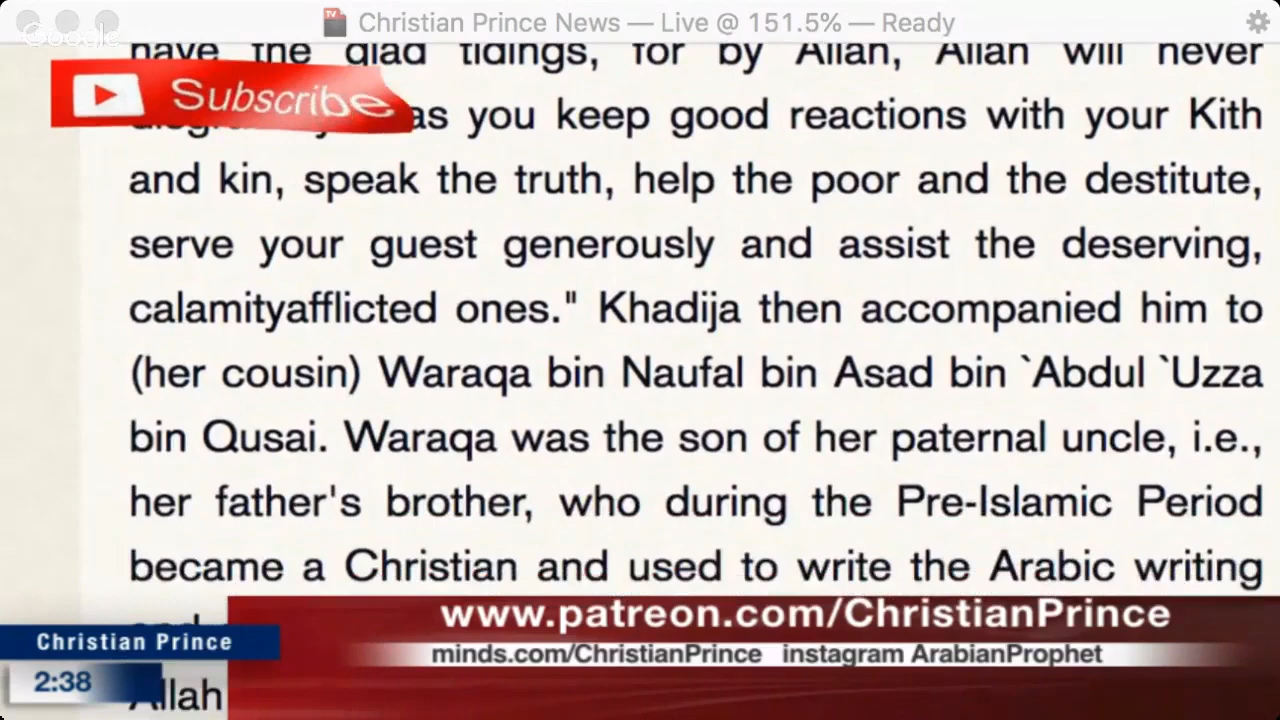 Christian Prince News — Live @ 151.5% — Ready
Google
have the glad tidings, for by Allah, Allah will never
Subscribe
as you keep good reactions with your Kith
and kin, speak the truth, help the poor and the destitute,
serve your guest generously and assist the deserving,
calamityafflicted ones." Khadija then accompanied him to
(her cousin) Waraqa bin Naufal bin Asad bin `Abdul `Uzza
bin Qusai. Waraqa was the son of her paternal uncle, i.e.,
her father's brother, who during the Pre-Islamic Period
became a Christian and used to write the Arabic writing
www.patreon.com/ChristianPrince
Christian Prince
minds.com/ChristianPrince instagram ArabianProphet
2:38
Allah